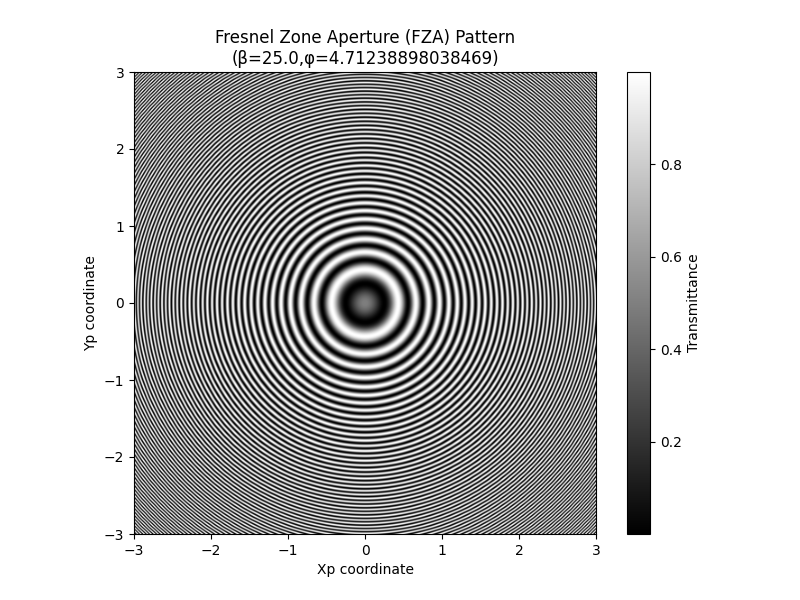 Fresnel Zone Aperture (FZA) Pattern
(β=25.0,φ=4.71238898038469)
3
2
1
0
−1
−2
−3
Yp coordinate
−3 −2 −1 0 1 2 3
Xp coordinate
0.8
0.6
0.4
0.2
Transmittance